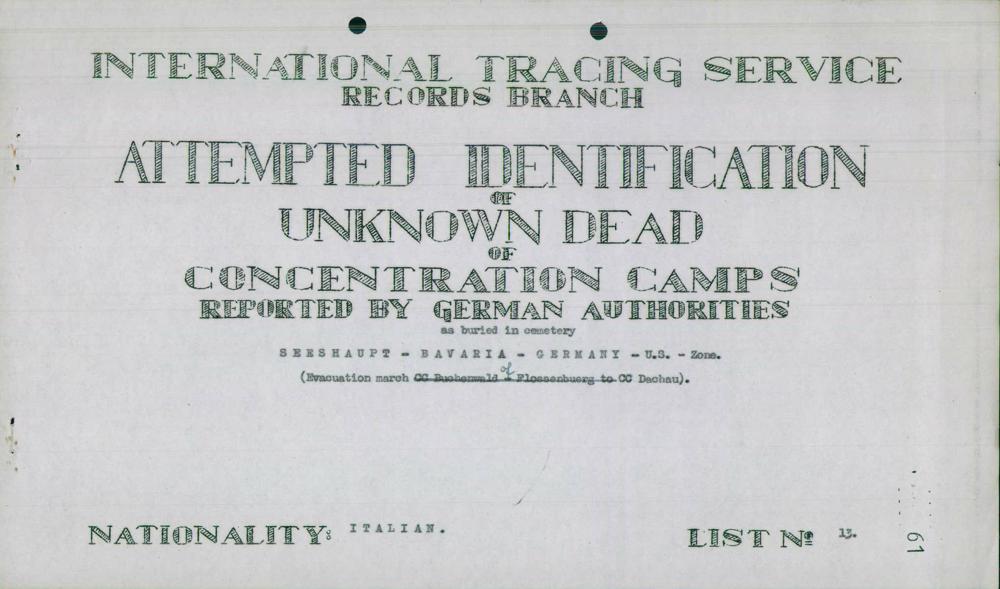 INTERNATIONAL TRACING SERVICE
RECORDS BRANCH
ATTEMPTED IDENTIFICATION
OF
UNKNOWN DEAD
OF
CONCENTRATION CAMPS
REPORTED BY GERMAN AUTHORITIES
as buried in cemetery
SEESHAUPT - BAVARIA - GERMANY - U.S. - Zone.
of
(Evacuation march CC Buchenwald - Flossenbuerg to CC Dachau).
NATIONALITY: ITALIAN.
LIST Nº 13.
61